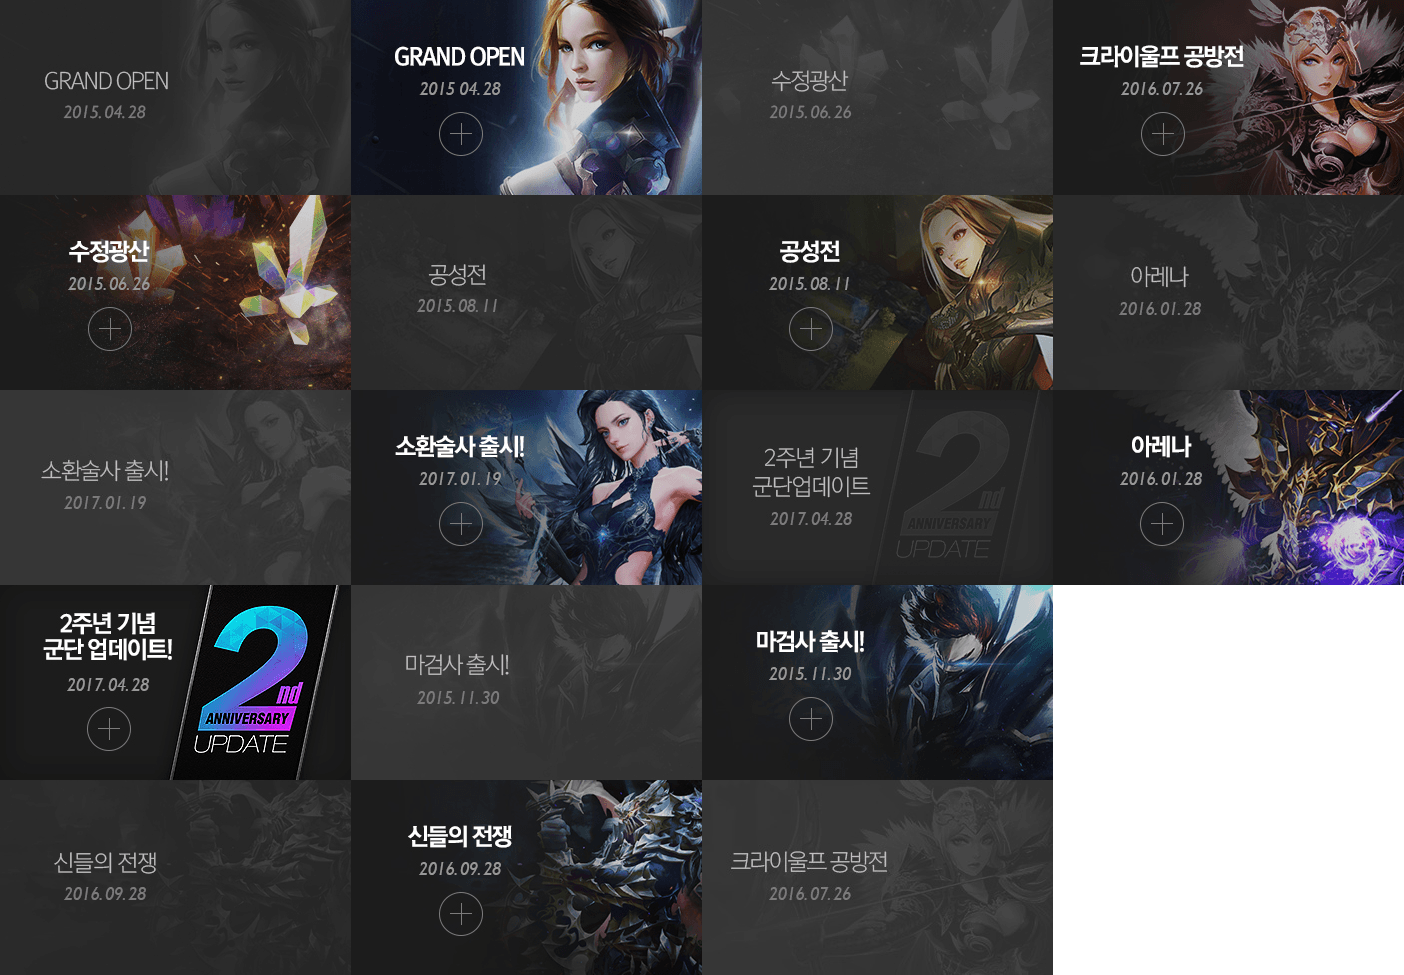 GRAND OPEN
2015.04.28
GRAND OPEN
2015 04.28
수정광산
2015.06.26
크라이울프 공방전
2016.07.26
수정광산
2015.06.26
공성전
2015.08.11
공성전
2015.08.11
아레나
2016.01.28
소환술사 출시!
2017.01.19
소환술사 출시!
2017.01.19
2주년 기념
군단업데이트
2017.04.28
2nd
ANNIVERSARY
UPDATE
아레나
2016.01.28
2주년 기념
군단 업데이트!
2017.04.28
2nd
ANNIVERSARY
UPDATE
마검사 출시!
2015.11.30
마검사 출시!
2015.11.30
신들의 전쟁
2016.09.28
신들의 전쟁
2016.09.28
크라이울프 공방전
2016.07.26